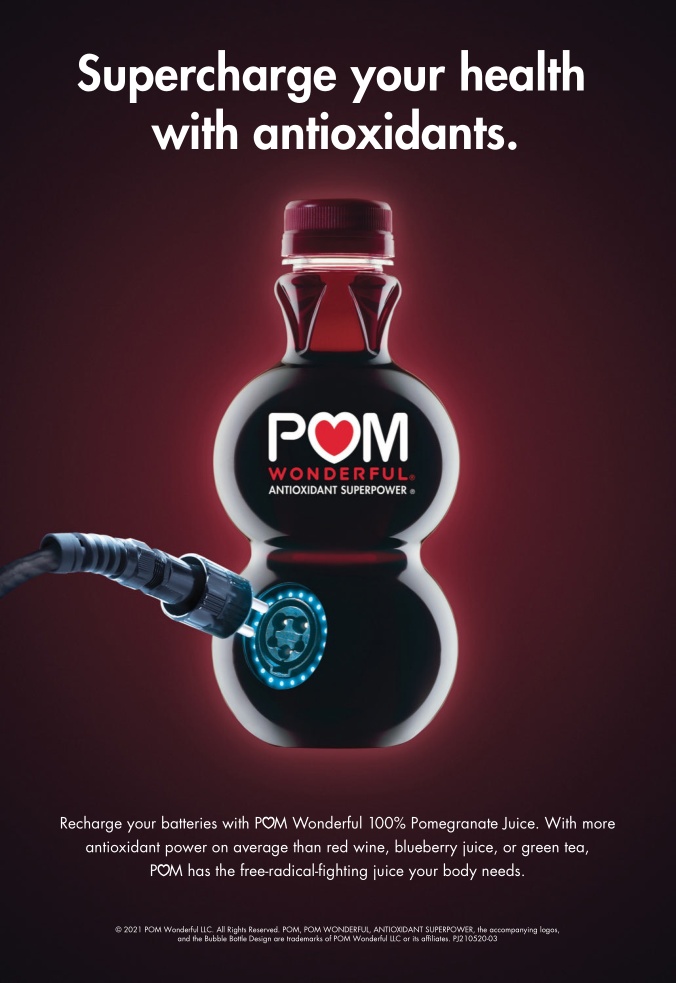 Supercharge your health
with antioxidants.
POM
WONDERFUL®
ANTIOXIDANT SUPERPOWER®
Recharge your batteries with POM Wonderful 100% Pomegranate Juice. With more
antioxidant power on average than red wine, blueberry juice, or green tea,
POM has the free-radical-fighting juice your body needs.
© 2021 POM Wonderful LLC. All Rights Reserved. POM, POM WONDERFUL, ANTIOXIDANT SUPERPOWER, the accompanying logos,
and the Bubble Bottle Design are trademarks of POM Wonderful LLC or its affiliates. PJ210520-03